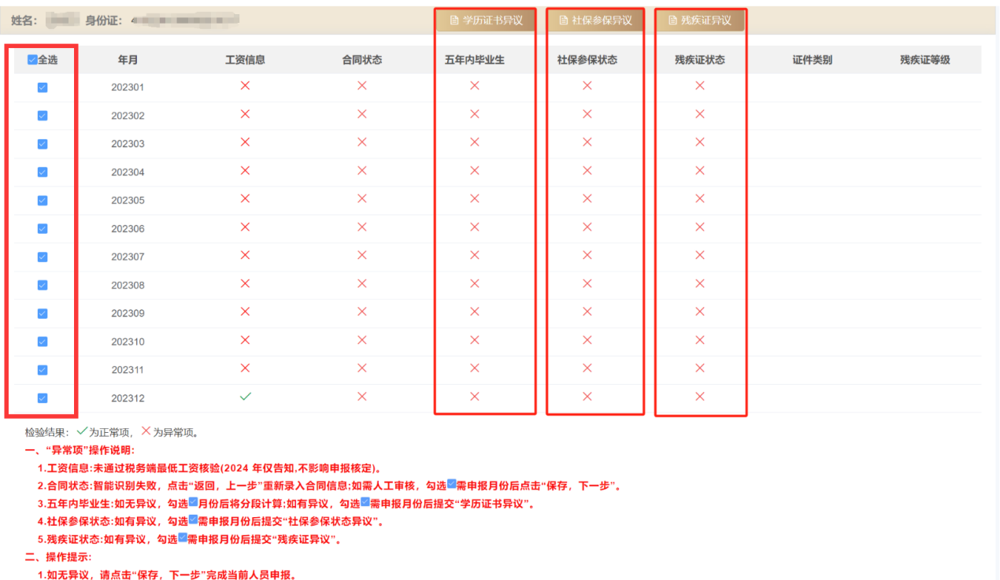 姓名： 身份证： 学历证书异议 社保参保异议 残疾证异议
全选 年月 工资信息 合同状态 五年内毕业生 社保参保状态 残疾证状态 证件类别 残疾证等级
202301
202302
202303
202304
202305
202306
202307
202308
202309
202310
202311
202312
检验结果： 为正常项， 为异常项。
一、“异常项”操作说明:
1.工资信息:未通过税务端最低工资核验(2024 年仅告知,不影响申报核定)。
2.合同状态:智能识别失败，点击“返回，上一步”重新录入合同信息;如需人工审核，勾选需申报月份后点击“保存，下一步”。
3.五年内毕业生:如无异议，勾选月份后将分段计算;如有异议，勾选需申报月份后提交“学历证书异议”。
4.社保参保状态:如有异议，勾选需申报月份后提交“社保参保状态异议”。
5.残疾证状态:如有异议，勾选需申报月份后提交“残疾证异议”。
二、操作提示:
1.如无异议，请点击“保存，下一步”完成当前人员申报。